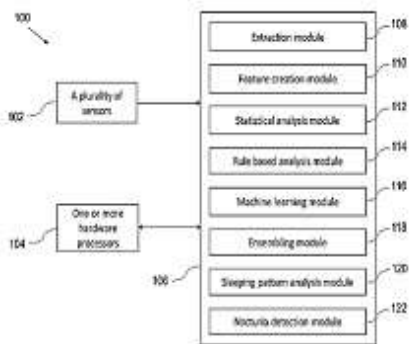 100
A plurality of
sensors
102
One or more
hardware
processors
104
106
Extraction module
108
Feature creation module
110
Statistical analysis module
112
Rule based analysis module
114
Machine learning module
116
Ensembling module
118
Sleeping pattern analysis module
120
Nocturia detection module
122